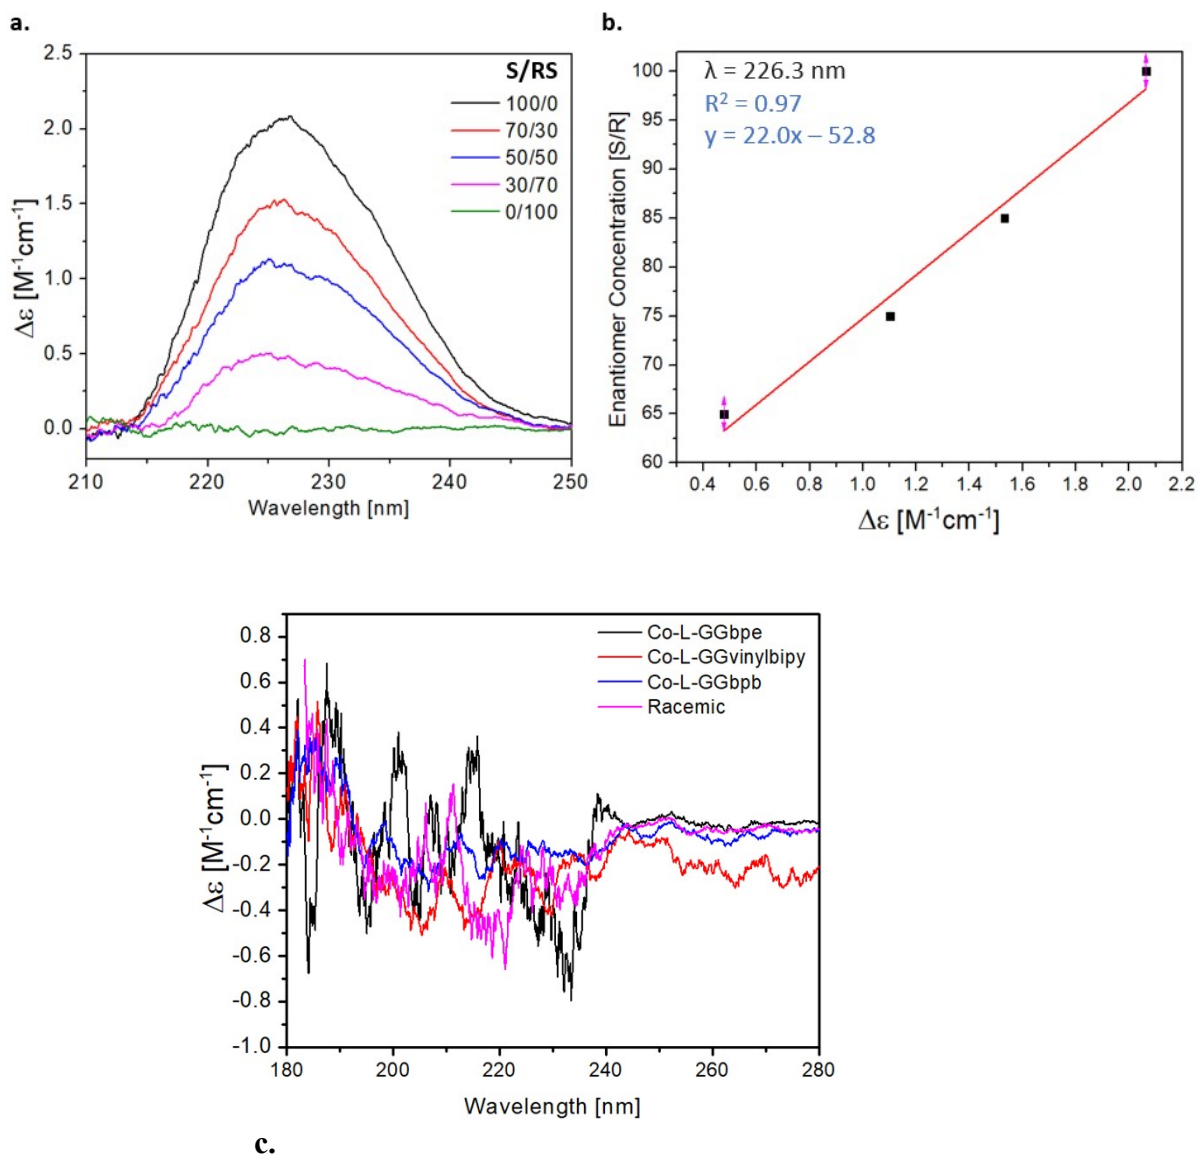 a.
2.5
2.0
1.5
1.0
0.5
0.0
Δε [M⁻¹cm⁻¹]
S/RS
100/0
70/30
50/50
30/70
0/100
210 220 230 240 250
Wavelength [nm]
b.
100
95
90
85
80
75
70
65
60
Enantiomer Concentration [S/R]
λ = 226.3 nm
R² = 0.97
y = 22.0x – 52.8
0.4 0.6 0.8 1.0 1.2 1.4 1.6 1.8 2.0 2.2
Δε [M⁻¹cm⁻¹]
0.8
0.6
0.4
0.2
0.0
-0.2
-0.4
-0.6
-0.8
-1.0
Δε [M⁻¹cm⁻¹]
Co-L-GGbpe
Co-L-GGvinylbipy
Co-L-GGbpb
Racemic
180 200 220 240 260 280
Wavelength [nm]
c.